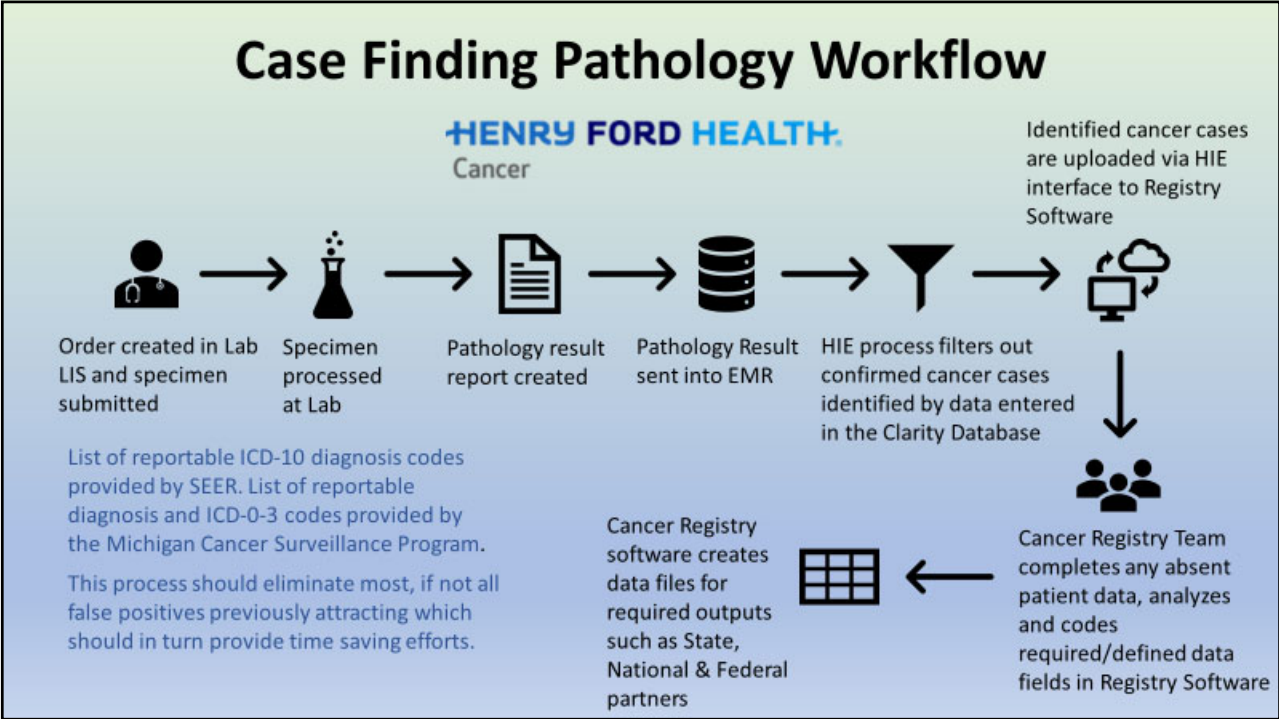 Case Finding Pathology Workflow
HENRY FORD HEALTH.
Cancer
Identified cancer cases
are uploaded via HIE
interface to Registry
Software
Order created in Lab
LIS and specimen
submitted
Specimen
processed
at Lab
Pathology result
report created
Pathology Result
sent into EMR
HIE process filters out
confirmed cancer cases
identified by data entered
in the Clarity Database
List of reportable ICD-10 diagnosis codes
provided by SEER. List of reportable
diagnosis and ICD-0-3 codes provided by
the Michigan Cancer Surveillance Program.
This process should eliminate most, if not all
false positives previously attracting which
should in turn provide time saving efforts.
Cancer Registry Team
completes any absent
patient data, analyzes
and codes
required/defined data
fields in Registry Software
Cancer Registry
software creates
data files for
required outputs
such as State,
National & Federal
partners